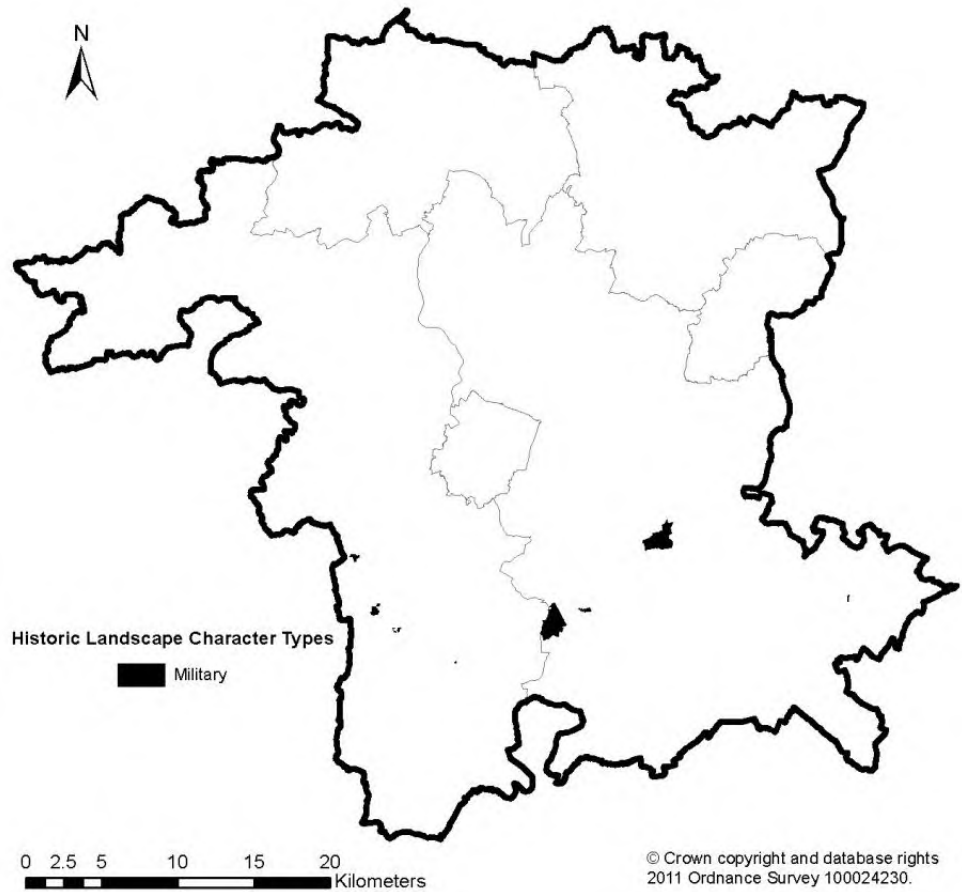 N
Historic Landscape Character Types
Military
0 2.5 5 10 15 20
Kilometers
© Crown copyright and database rights
2011 Ordnance Survey 100024230.